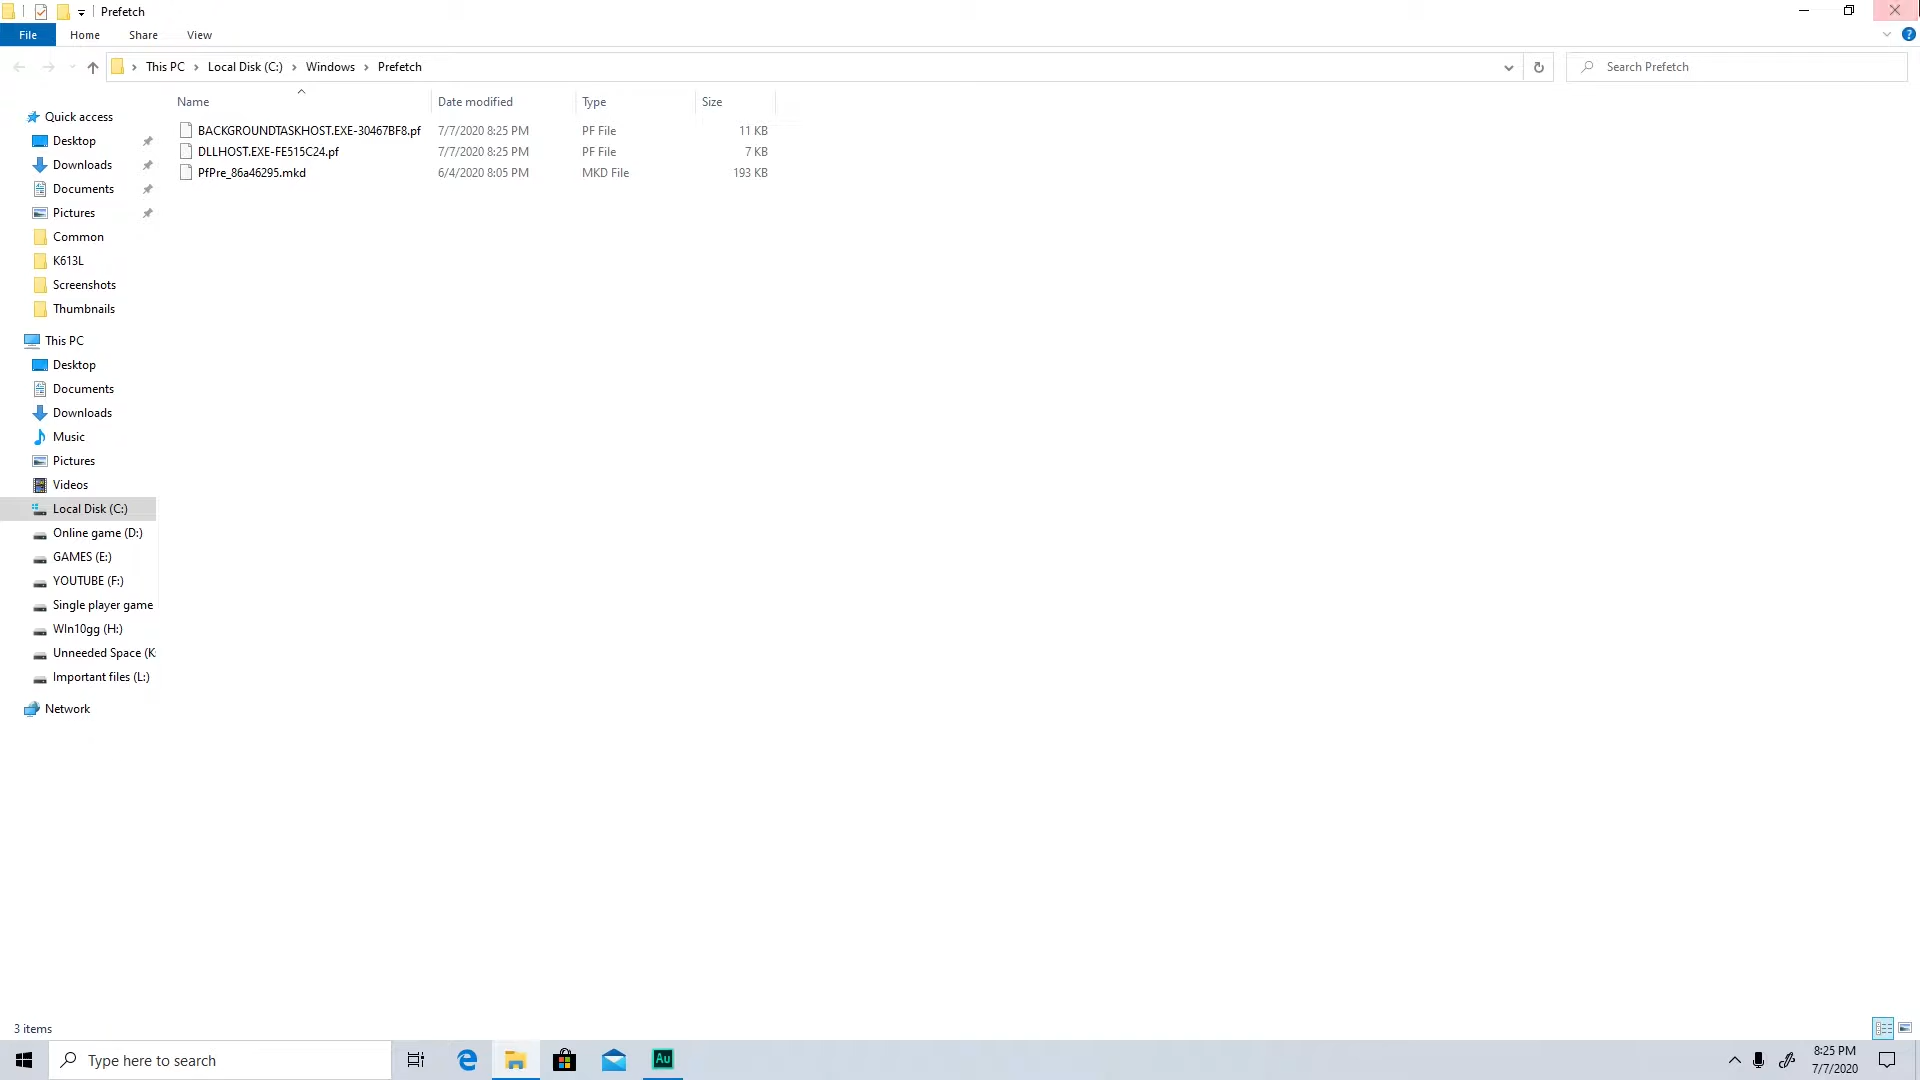 Prefetch
File Home Share View
This PC Local Disk (C:) Windows Prefetch
Search Prefetch
Name Date modified Type Size
BACKGROUNDTASKHOST.EXE-30467BF8.pf 7/7/2020 8:25 PM PF File 11 KB
DLLHOST.EXE-FE515C24.pf 7/7/2020 8:25 PM PF File 7 KB
PfPre_86a46295.mkd 6/4/2020 8:05 PM MKD File 193 KB
Quick access
Desktop
Downloads
Documents
Pictures
Common
K613L
Screenshots
Thumbnails
This PC
Desktop
Documents
Downloads
Music
Pictures
Videos
Local Disk (C:)
Online game (D:)
GAMES (E:)
YOUTUBE (F:)
Single player game
WIn10gg (H:)
Unneeded Space (K:
Important files (L:)
Network
3 items
Type here to search
Au
8:25 PM
7/7/2020